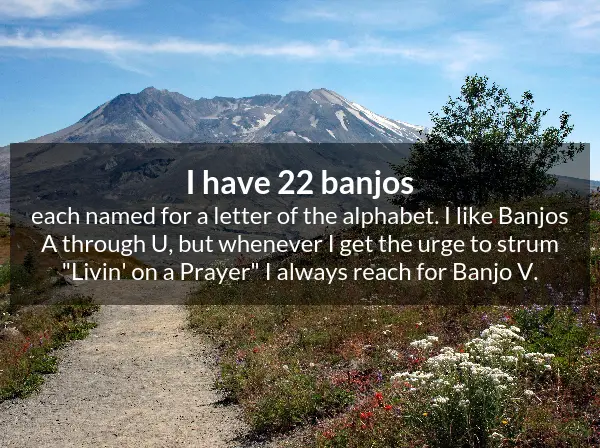 I have 22 banjos
each named for a letter of the alphabet. I like Banjos
A through U, but whenever I get the urge to strum
"Livin' on a Prayer" I always reach for Banjo V.